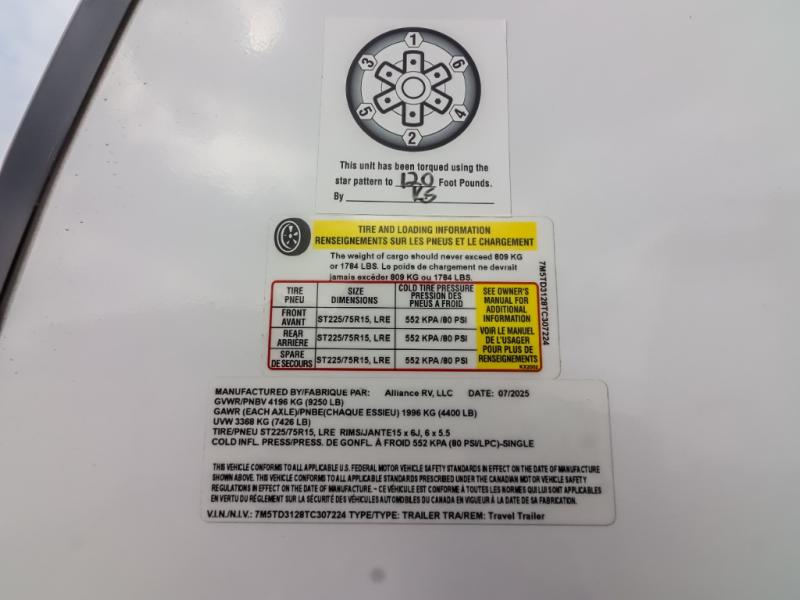 1
6
3
5
4
2
This unit has been torqued using the
star pattern to 120 Foot Pounds.
By KS
TIRE AND LOADING INFORMATION
RENSEIGNEMENTS SUR LES PNEUS ET LE CHARGEMENT
The weight of cargo should never exceed 809 KG
or 1784 LBS. Le poids de chargement ne devrait
jamais excéder 809 KG ou 1784 LBS.
TIRE PNEU SIZE DIMENSIONS COLD TIRE PRESSURE PRESSION DES PNEUS À FROID
FRONT AVANT ST225/75R15, LRE 552 KPA /80 PSI
REAR ARRIÈRE ST225/75R15, LRE 552 KPA /80 PSI
SPARE DE SECOURS ST225/75R15, LRE 552 KPA /80 PSI
SEE OWNER'S
MANUAL FOR
ADDITIONAL
INFORMATION
VOIR LE MANUEL
DE L'USAGER
POUR PLUS DE
RENSEIGNEMENTS
7M5TD3128TC307224
MANUFACTURED BY/FABRIQUE PAR: Alliance RV, LLC DATE: 07/2025
GVWR/PNBV 4196 KG (9250 LB)
GAWR (EACH AXLE)/PNBE(CHAQUE ESSIEU) 1996 KG (4400 LB)
UVW 3368 KG (7426 LB)
TIRE/PNEU ST225/75R15, LRE RIMS/JANTE15 x 6J, 6 x 5.5
COLD INFL. PRESS/PRESS. DE GONFL. À FROID 552 KPA (80 PSI/LPC)-SINGLE
THIS VEHICLE CONFORMS TO ALL APPLICABLE U.S. FEDERAL MOTOR VEHICLE SAFETY STANDARDS IN EFFECT ON THE DATE OF MANUFACTURE
SHOWN ABOVE. THIS VEHICLE CONFORMS TO ALL APPLICABLE STANDARDS PRESCRIBED UNDER THE CANADIAN MOTOR VEHICLE SAFETY
REGULATIONS IN EFFECT ON THE DATE OF MANUFACTURE. - CE VÉHICULE EST CONFORME À TOUTES LES NORMES QUI LUI SONT APPLICABLES
EN VERTU DU RÉGLEMENT SUR LA SÉCURITÉ DES VÉHICULES AUTOMOBILES DU CANADA EN VIGUEUR À LA DATE DE SA FABRICATION
V.I.N./N.I.V.: 7M5TD3128TC307224 TYPE/TYPE: TRAILER TRA/REM: Travel Trailer